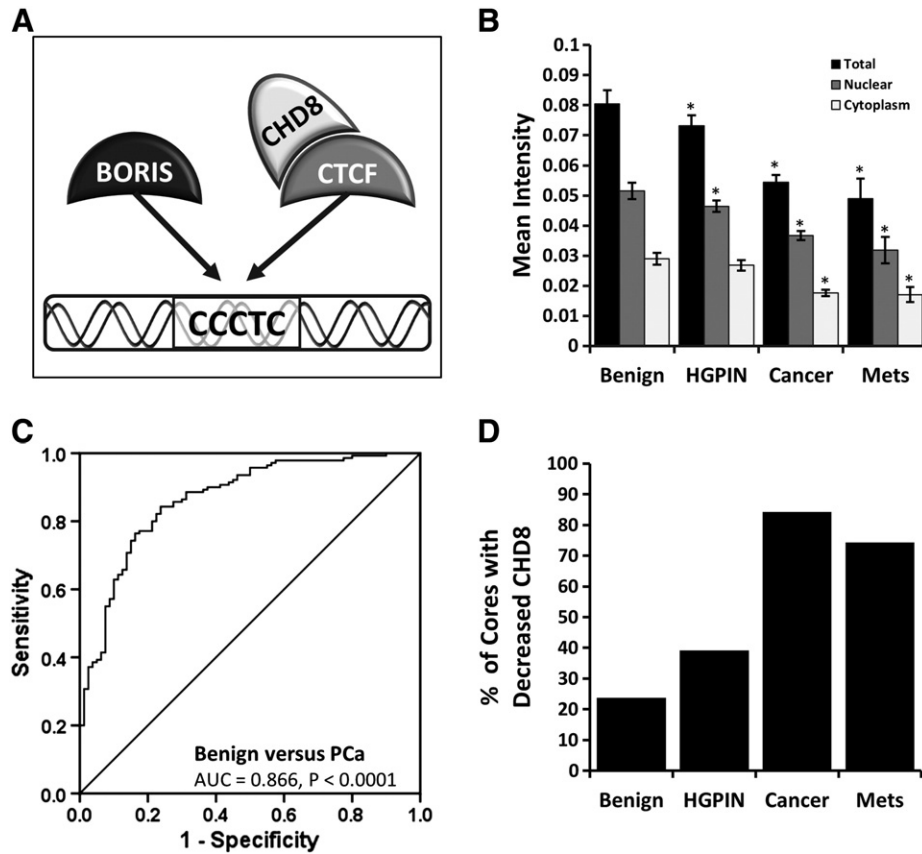 A
CHD8
BORIS
CTCF
CCCTC
B
Mean Intensity
0.1
0.09
0.08
0.07
0.06
0.05
0.04
0.03
0.02
0.01
0
Total
Nuclear
Cytoplasm
*
* * *
* * * *
Benign HGPIN Cancer Mets
C
Sensitivity
1.0
0.8
0.6
0.4
0.2
0.0
Benign versus PCa
AUC = 0.866, P < 0.0001
0.0 0.2 0.4 0.6 0.8 1.0
1 - Specificity
D
% of Cores with
Decreased CHD8
100
90
80
70
60
50
40
30
20
10
0
Benign HGPIN Cancer Mets